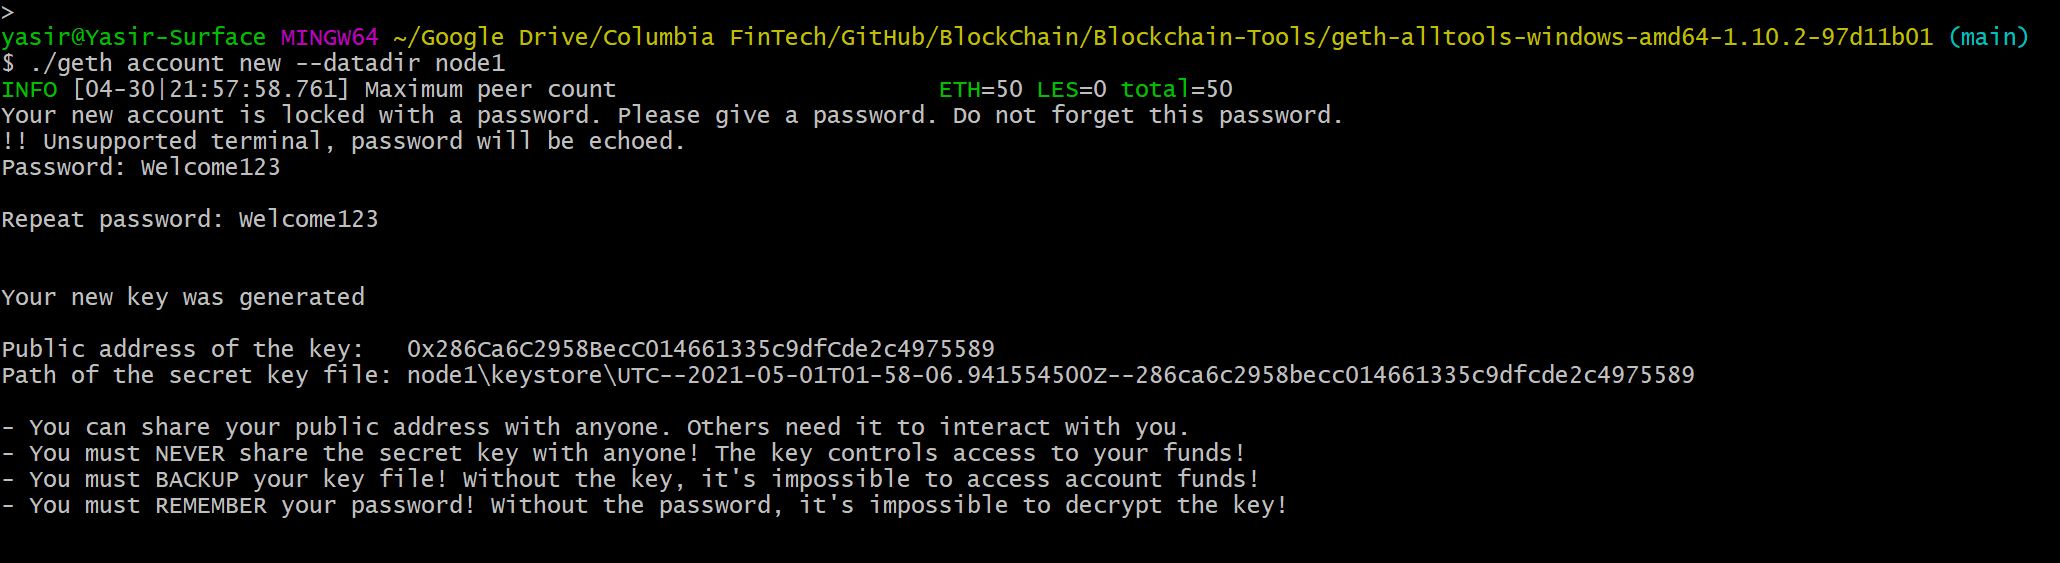 >
yasir@Yasir-Surface MINGW64 ~/Google Drive/Columbia FinTech/GitHub/BlockChain/Blockchain-Tools/geth-alltools-windows-amd64-1.10.2-97d11b01 (main)
$ ./geth account new --datadir node1
INFO [04-30|21:57:58.761] Maximum peer count ETH=50 LES=0 total=50
Your new account is locked with a password. Please give a password. Do not forget this password.
!! Unsupported terminal, password will be echoed.
Password: Welcome123
Repeat password: Welcome123
Your new key was generated
Public address of the key: 0x286Ca6C2958BecC014661335c9dfCde2c4975589
Path of the secret key file: node1\keystore\UTC--2021-05-01T01-58-06.941554500Z--286ca6c2958becc014661335c9dfcde2c4975589
- You can share your public address with anyone. Others need it to interact with you.
- You must NEVER share the secret key with anyone! The key controls access to your funds!
- You must BACKUP your key file! Without the key, it's impossible to access account funds!
- You must REMEMBER your password! Without the password, it's impossible to decrypt the key!